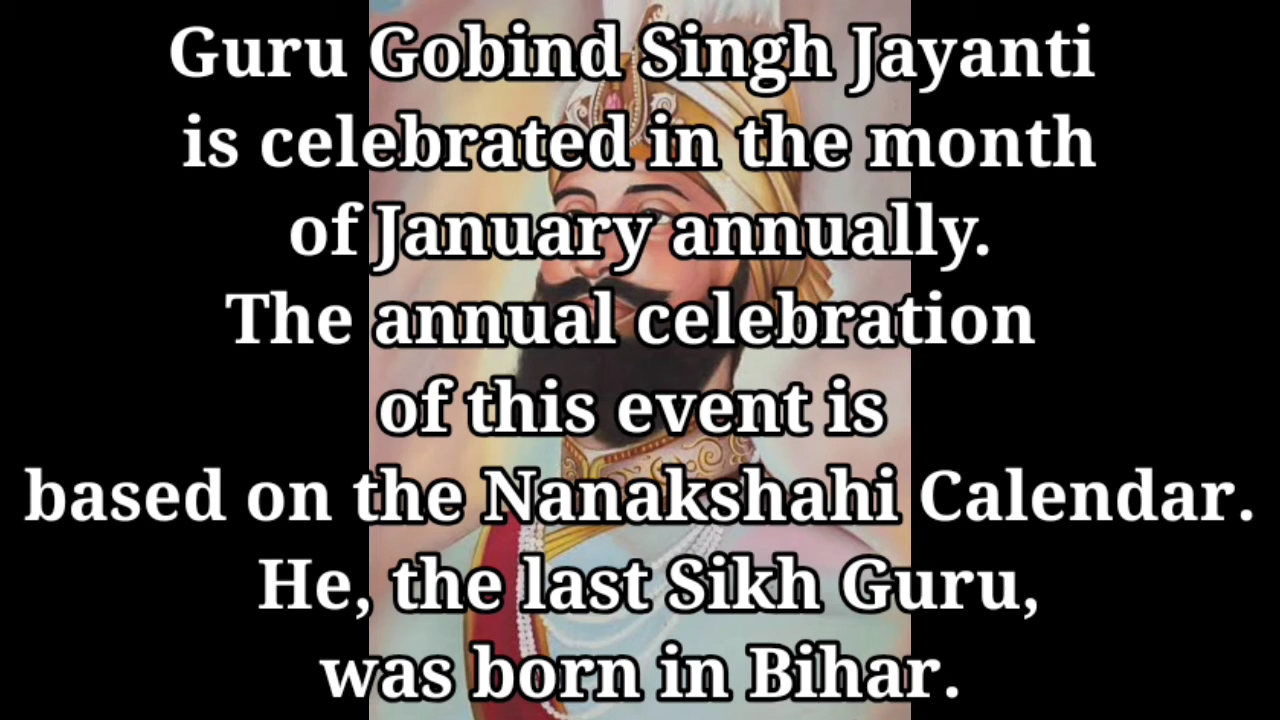 Guru Gobind Singh Jayanti
is celebrated in the month
of January annually.
The annual celebration
of this event is
based on the Nanakshahi Calendar.
He, the last Sikh Guru,
was born in Bihar.